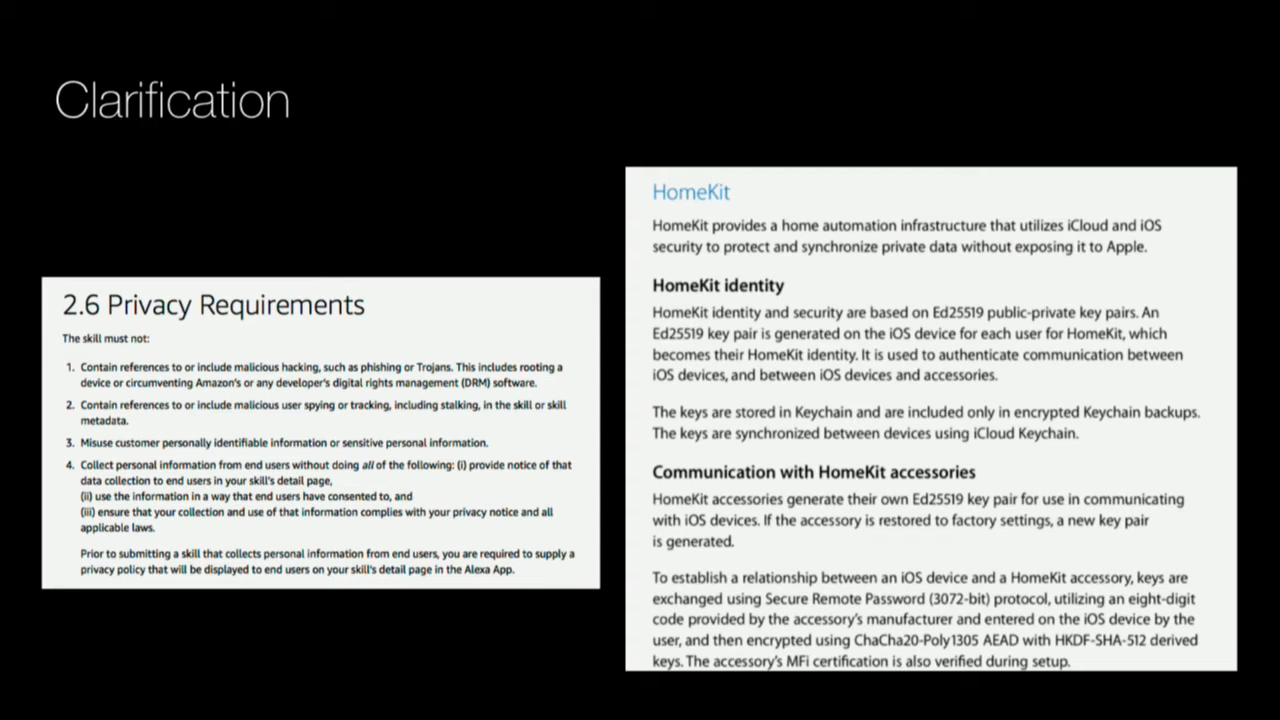 Clarification
2.6 Privacy Requirements
The skill must not:
1. Contain references to or include malicious hacking, such as phishing or Trojans. This includes rooting a
device or circumventing Amazon's or any developer's digital rights management (DRM) software.
2. Contain references to or include malicious user spying or tracking, including stalking, in the skill or skill
metadata.
3. Misuse customer personally identifiable information or sensitive personal information.
4. Collect personal information from end users without doing all of the following: (i) provide notice of that
data collection to end users in your skill's detail page,
(ii) use the information in a way that end users have consented to, and
(iii) ensure that your collection and use of that information complies with your privacy notice and all
applicable laws.
Prior to submitting a skill that collects personal information from end users, you are required to supply a
privacy policy that will be displayed to end users on your skill's detail page in the Alexa App.
HomeKit
HomeKit provides a home automation infrastructure that utilizes iCloud and iOS
security to protect and synchronize private data without exposing it to Apple.
HomeKit identity
HomeKit identity and security are based on Ed25519 public-private key pairs. An
Ed25519 key pair is generated on the iOS device for each user for HomeKit, which
becomes their HomeKit identity. It is used to authenticate communication between
iOS devices, and between iOS devices and accessories.
The keys are stored in Keychain and are included only in encrypted Keychain backups.
The keys are synchronized between devices using iCloud Keychain.
Communication with HomeKit accessories
HomeKit accessories generate their own Ed25519 key pair for use in communicating
with iOS devices. If the accessory is restored to factory settings, a new key pair
is generated.
To establish a relationship between an iOS device and a HomeKit accessory, keys are
exchanged using Secure Remote Password (3072-bit) protocol, utilizing an eight-digit
code provided by the accessory's manufacturer and entered on the iOS device by the
user, and then encrypted using ChaCha20-Poly1305 AEAD with HKDF-SHA-512 derived
keys. The accessory's MFi certification is also verified during setup.